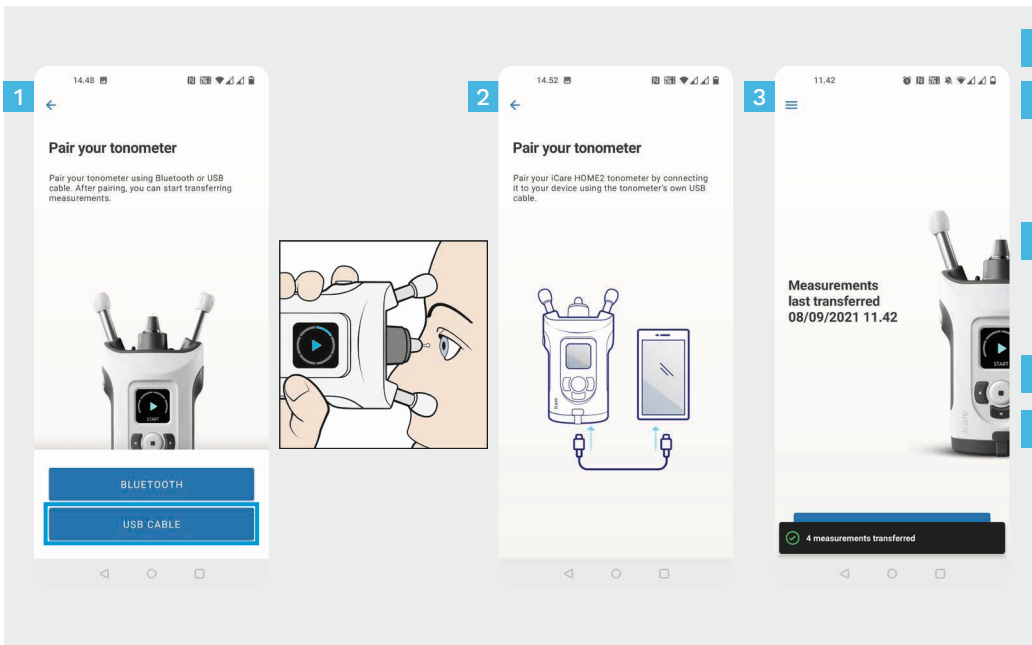 1
14.48
Pair your tonometer
Pair your tonometer using Bluetooth or USB
cable. After pairing, you can start transferring
measurements.
START
BLUETOOTH
USB CABLE
2
14.52
Pair your tonometer
Pair your iCare HOME2 tonometer by connecting
it to your device using the tonometer's own USB
cable.
icare
3
11.42
Measurements
last transferred
08/09/2021 11.42
START
icare
4 measurements transferred